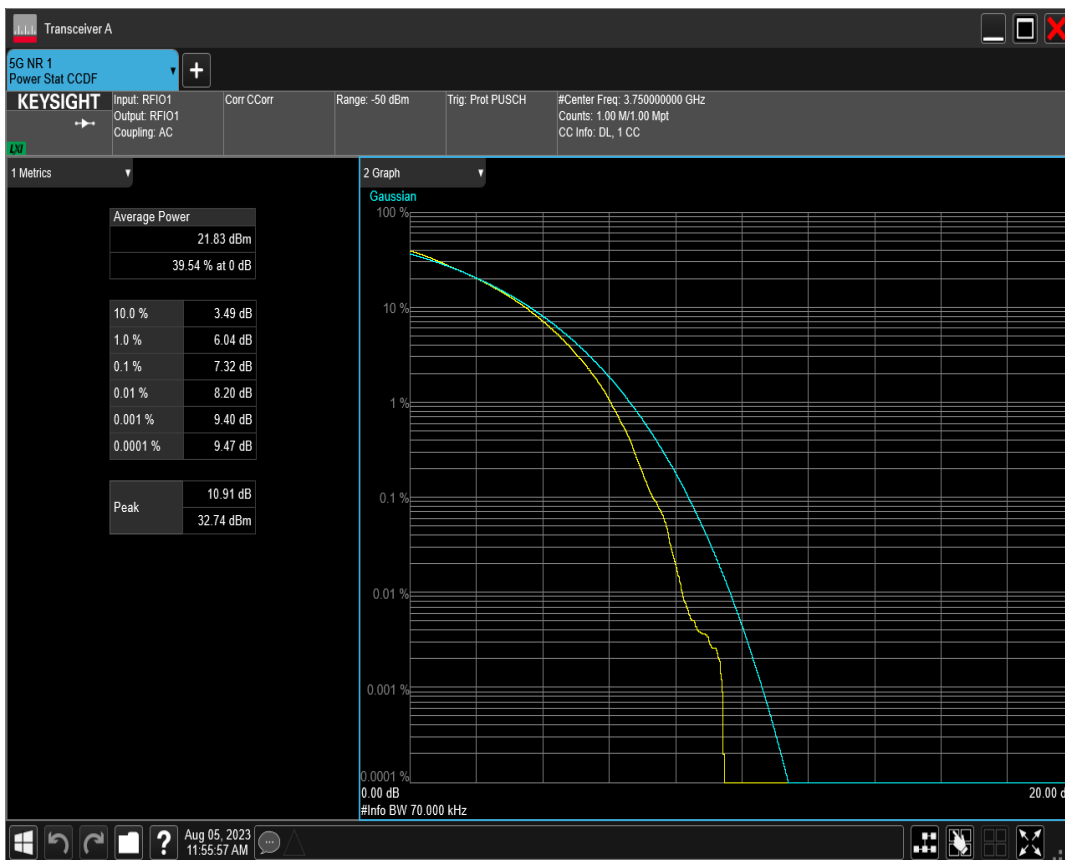 Transceiver A
5G NR 1
Power Stat CCDF
+
KEYSIGHT
LXI
Input: RFIO1
Output: RFIO1
Coupling: AC
Corr CCorr
Range: -50 dBm
Trig: Prot PUSCH
#Center Freq: 3.750000000 GHz
Counts: 1.00 M/1.00 Mpt
CC Info: DL, 1 CC
1 Metrics
Average Power
21.83 dBm
39.54 % at 0 dB
10.0 % 3.49 dB
1.0 % 6.04 dB
0.1 % 7.32 dB
0.01 % 8.20 dB
0.001 % 9.40 dB
0.0001 % 9.47 dB
Peak
10.91 dB
32.74 dBm
2 Graph
Gaussian
100 %
10 %
1 %
0.1 %
0.01 %
0.001 %
0.0001 %
0.00 dB
20.00 d
#Info BW 70.000 kHz
?
Aug 05, 2023
11:55:57 AM